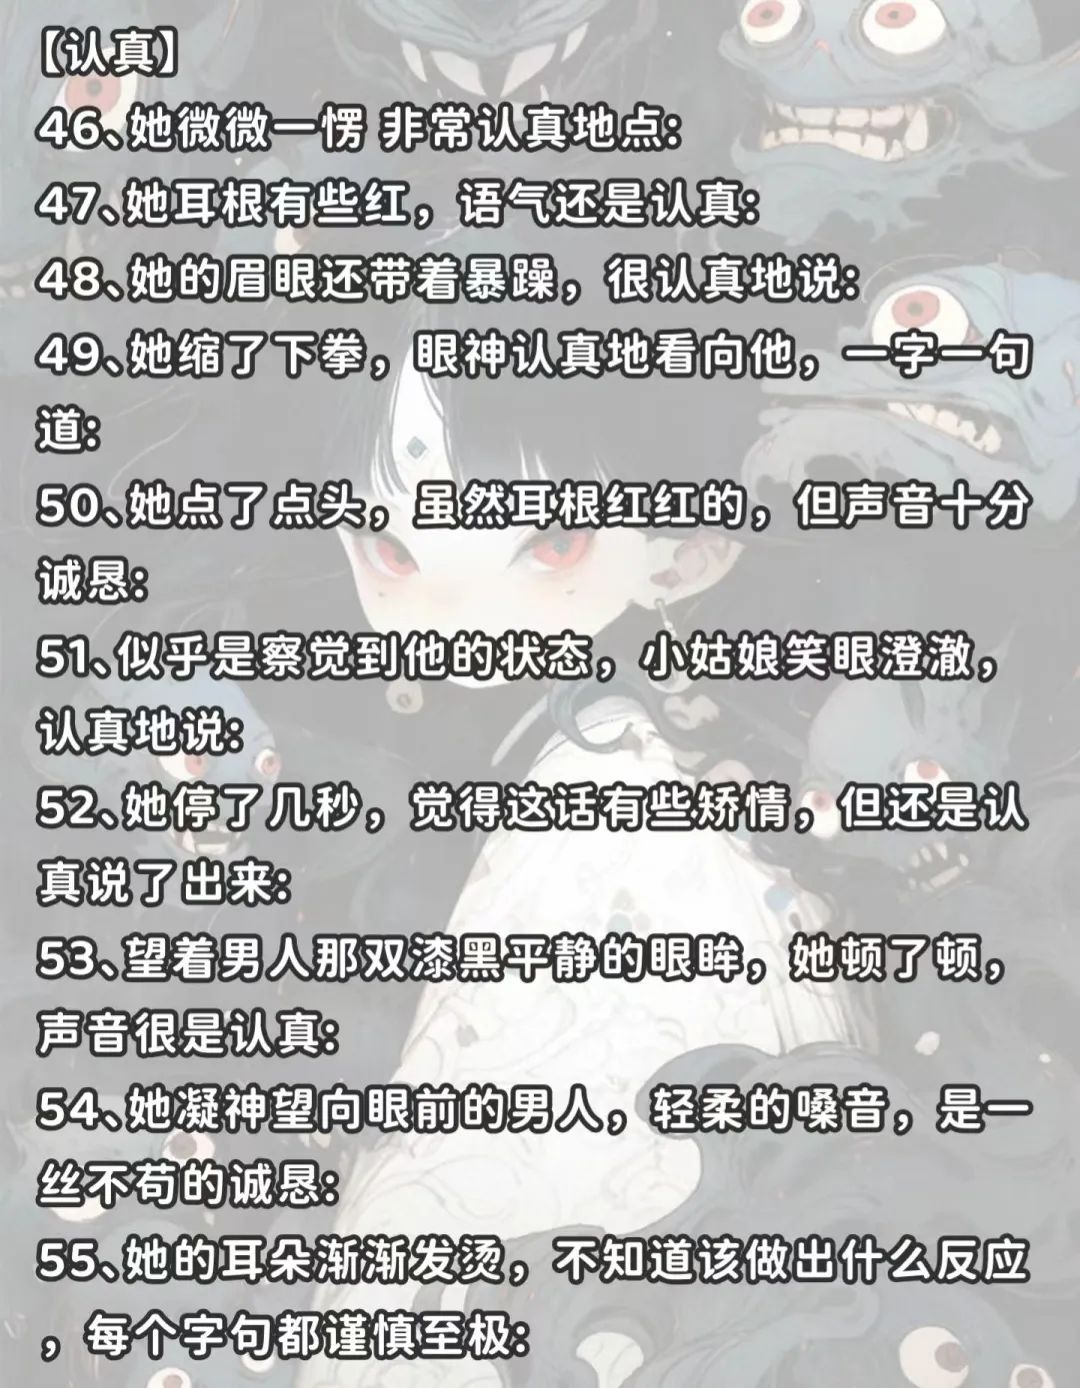 【认真】
46、她微微一愣 非常认真地点:
47、她耳根有些红，语气还是认真:
48、她的眉眼还带着暴躁，很认真地说:
49、她缩了下拳，眼神认真地看向他，一字一句
道:
50、她点了点头，虽然耳根红红的，但声音十分
诚恳:
51、似乎是察觉到他的状态，小姑娘笑眼澄澈，
认真地说:
52、她停了几秒，觉得这话有些矫情，但还是认
真说了出来:
53、望着男人那双漆黑平静的眼眸，她顿了顿，
声音很是认真:
54、她凝神望向眼前的男人，轻柔的嗓音，是一
丝不苟的诚恳:
55、她的耳朵渐渐发烫，不知道该做出什么反应
，每个字句都谨慎至极: